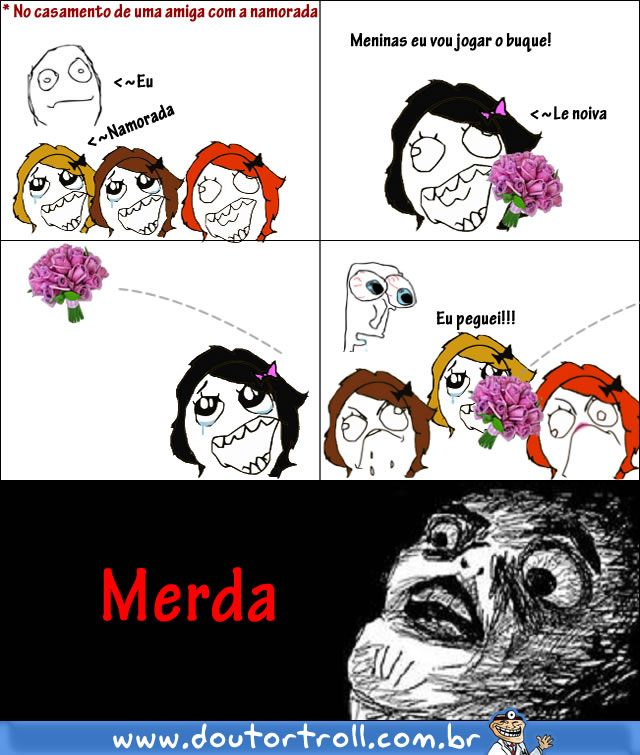 * No casamento de uma amiga com a namorada
<~Eu
<~Namorada
Meninas eu vou jogar o buque!
<~Le noiva
Eu peguei!!!
Merda
www.doutortroll.com.br